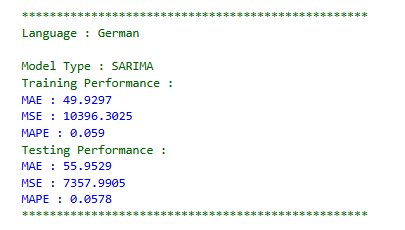 **************************************************
Language : German
Model Type : SARIMA
Training Performance :
MAE : 49.9297
MSE : 10396.3025
MAPE : 0.059
Testing Performance :
MAE : 55.9529
MSE : 7357.9905
MAPE : 0.0578
**************************************************